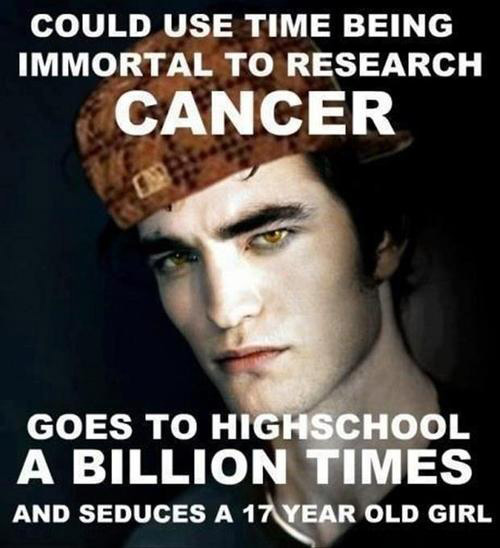 COULD USE TIME BEING
IMMORTAL TO RESEARCH
CANCER
GOES TO HIGHSCHOOL
A BILLION TIMES
AND SEDUCES A 17 YEAR OLD GIRL